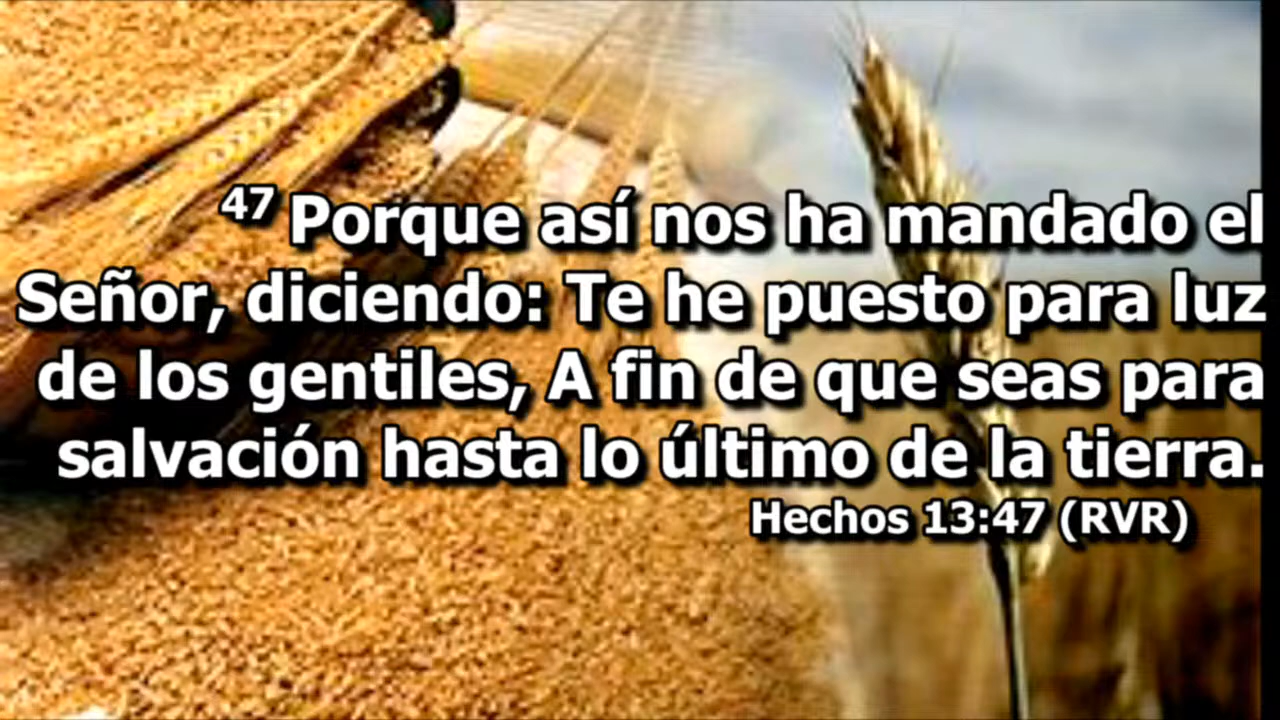 47 Porque así nos ha mandado el
Señor, diciendo: Te he puesto para luz
de los gentiles, A fin de que seas para
salvación hasta lo último de la tierra.
Hechos 13:47 (RVR)